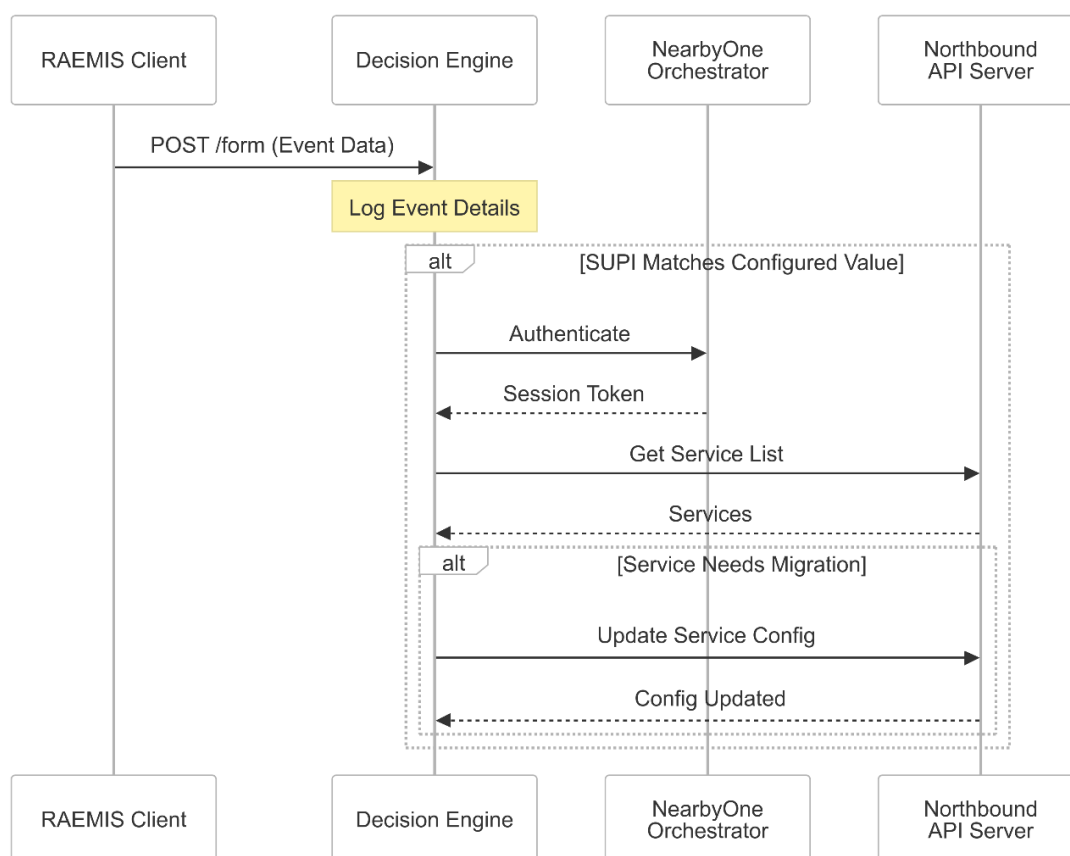 RAEMIS Client
Decision Engine
NearbyOne
Orchestrator
Northbound
API Server
POST /form (Event Data)
Log Event Details
alt
[SUPI Matches Configured Value]
Authenticate
Session Token
Get Service List
Services
alt
[Service Needs Migration]
Update Service Config
Config Updated
RAEMIS Client
Decision Engine
NearbyOne
Orchestrator
Northbound
API Server